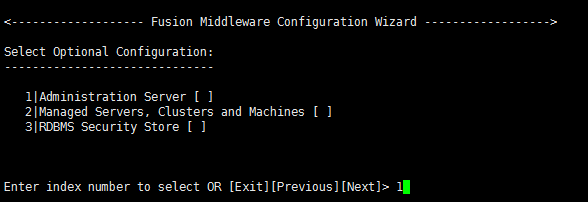 <------------------- Fusion Middleware Configuration Wizard ------------------>
Select Optional Configuration:
------------------------------
1|Administration Server [ ]
2|Managed Servers, Clusters and Machines [ ]
3|RDBMS Security Store [ ]
Enter index number to select OR [Exit][Previous][Next]> 1